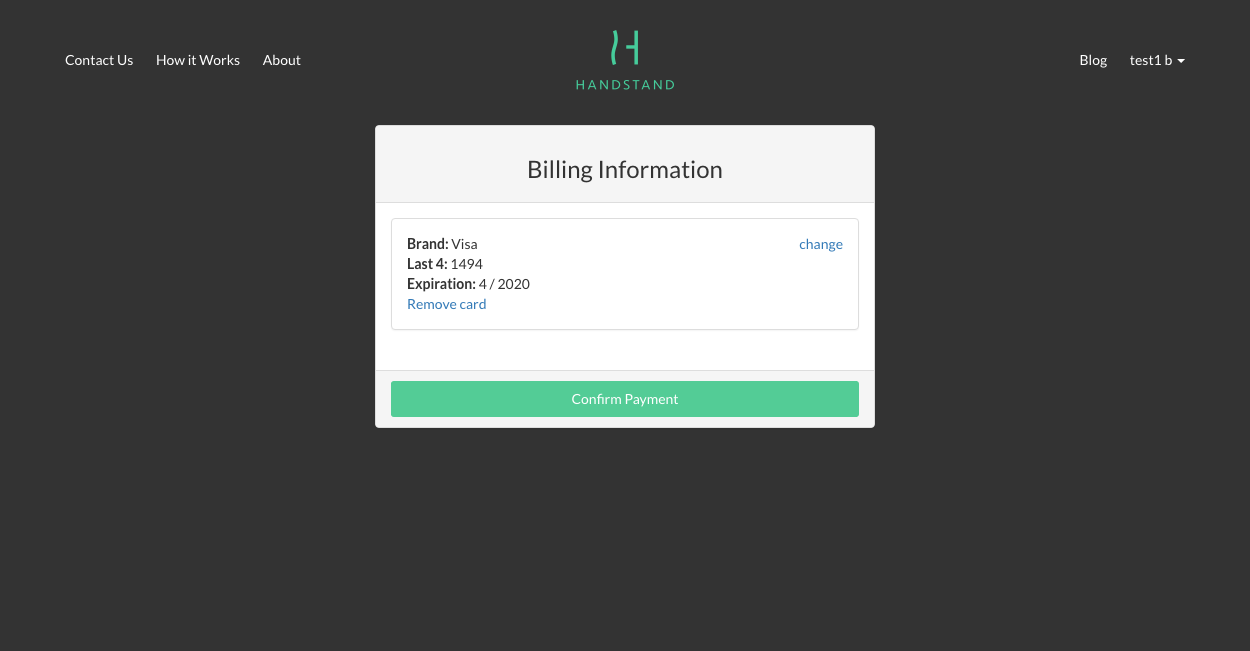 Contact Us How it Works About
HANDSTAND
Blog test1 b
Billing Information
Brand: Visa change
Last 4: 1494
Expiration: 4 / 2020
Remove card
Confirm Payment